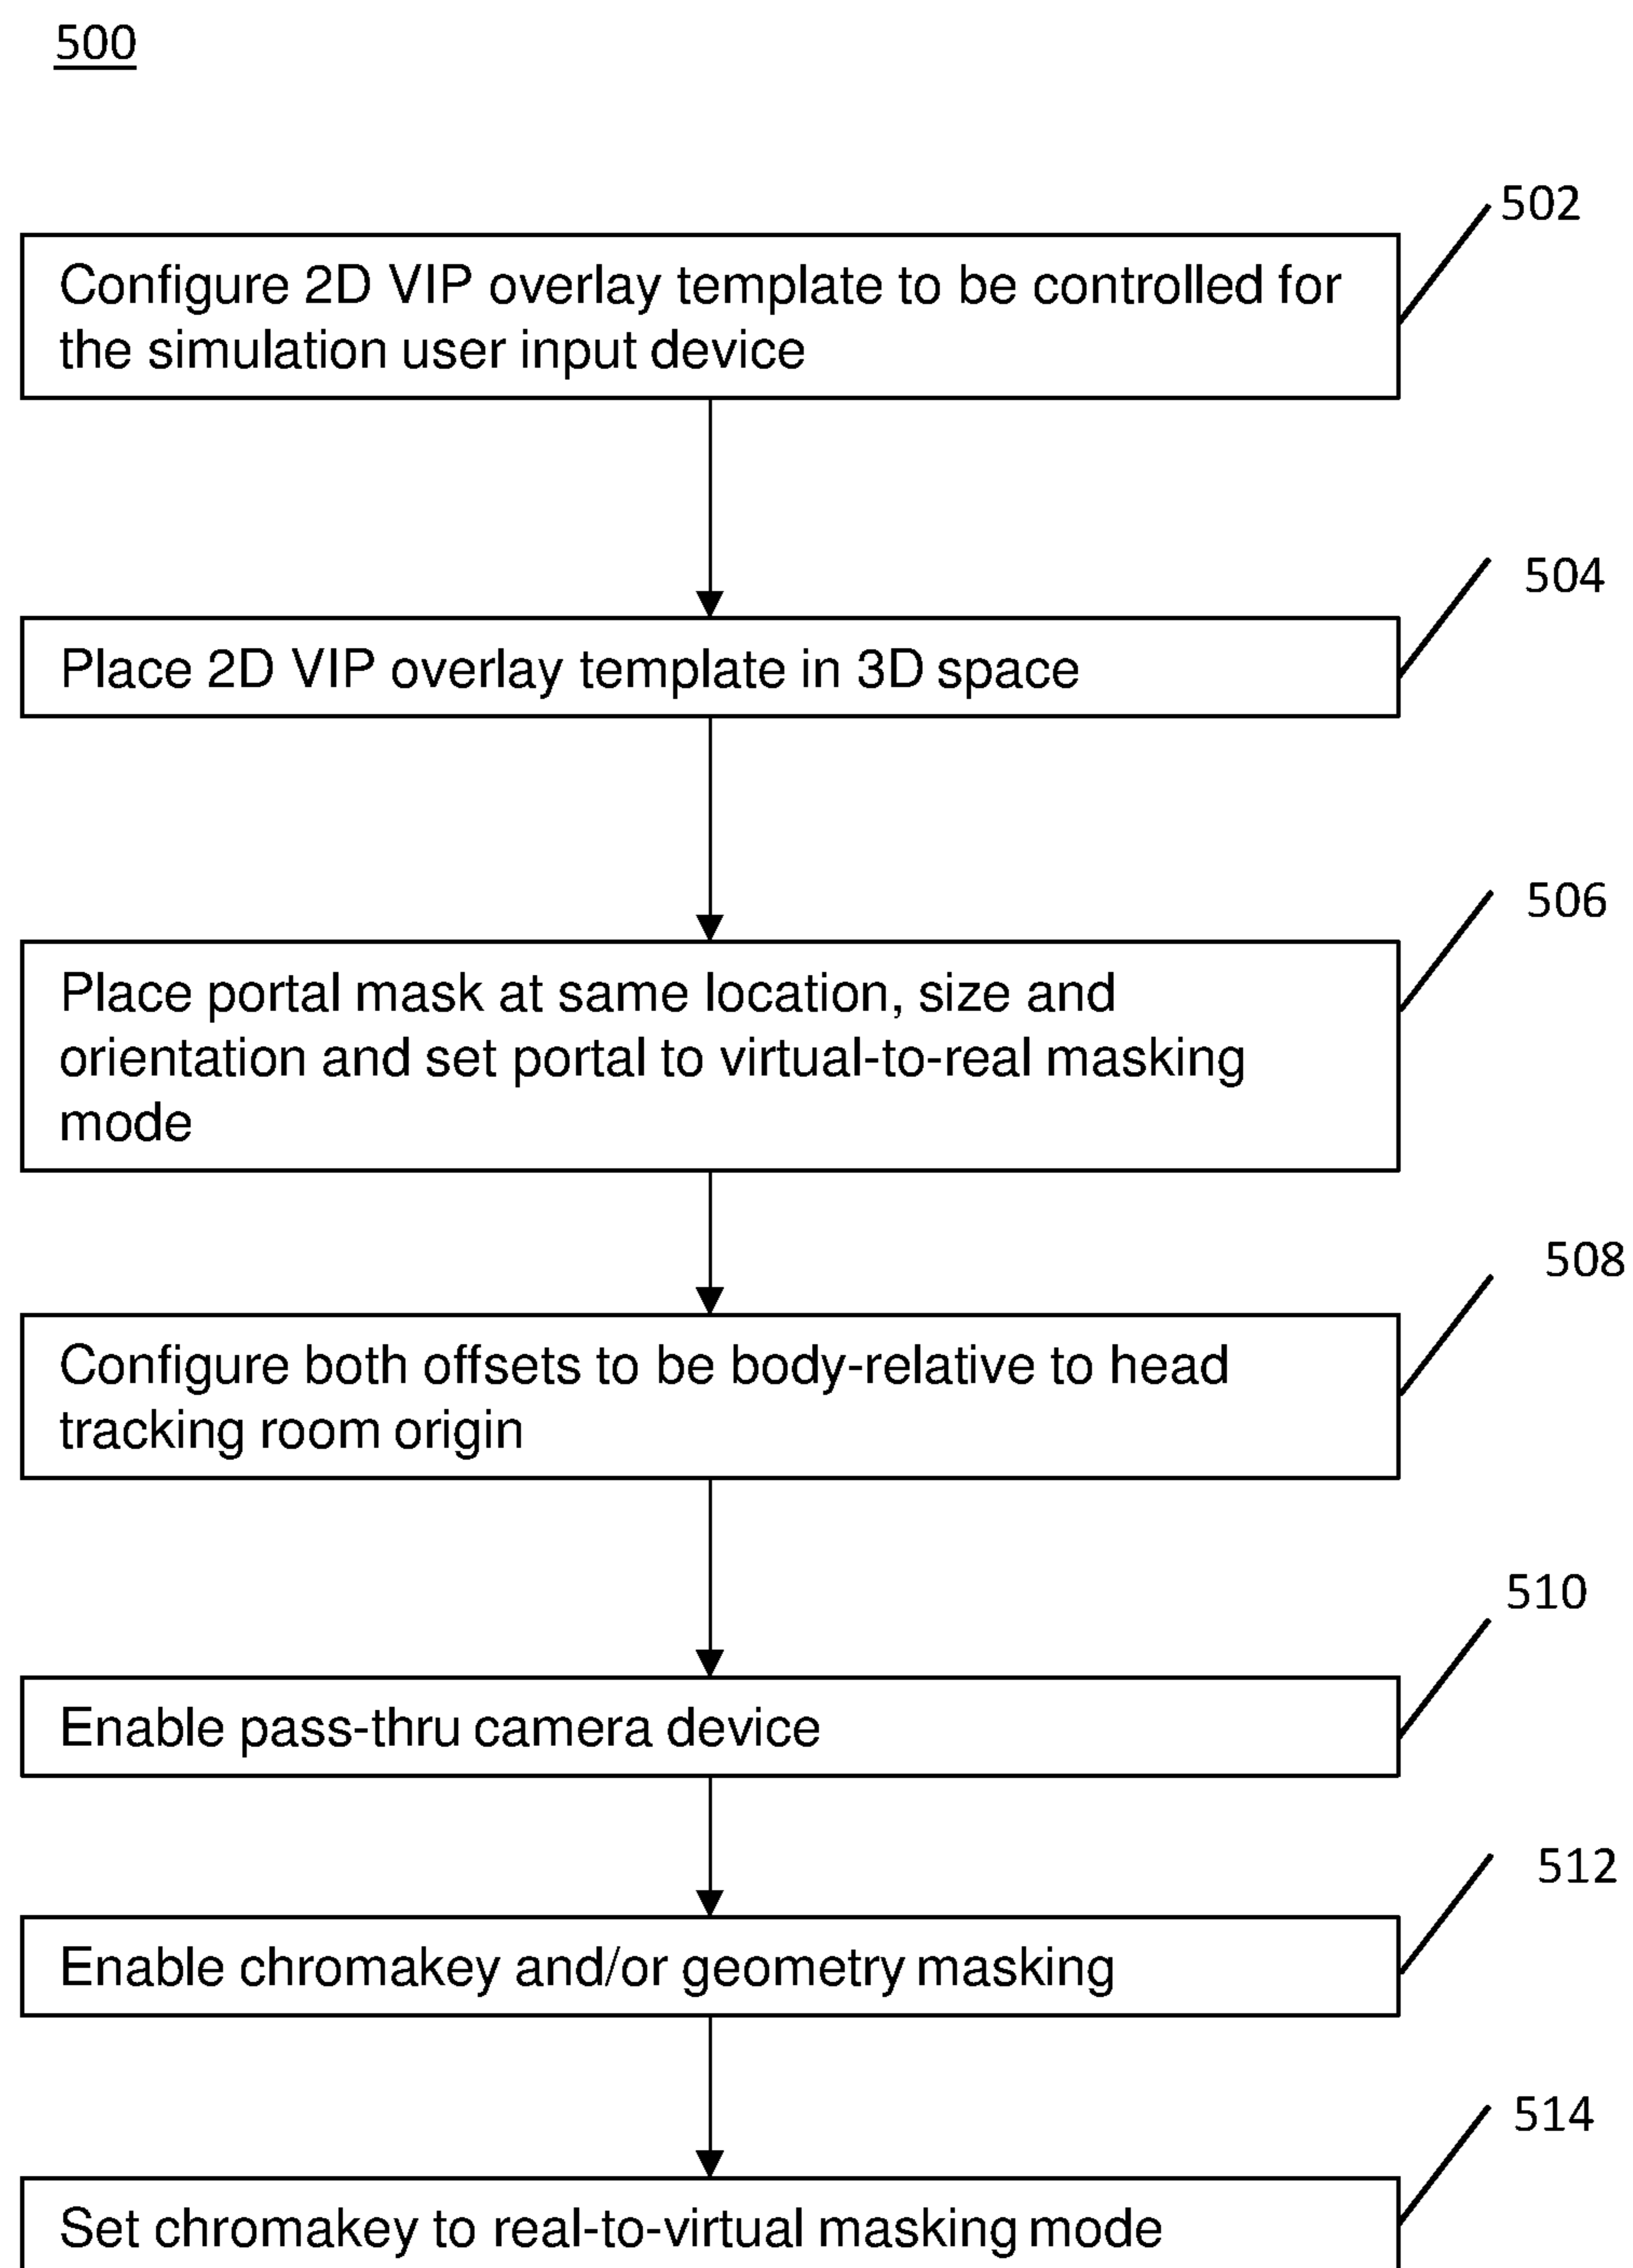 500
502
Configure 2D VIP overlay template to be controlled for
the simulation user input device
504
Place 2D VIP overlay template in 3D space
506
Place portal mask at same location, size and
orientation and set portal to virtual-to-real masking
mode
508
Configure both offsets to be body-relative to head
tracking room origin
510
Enable pass-thru camera device
512
Enable chromakey and/or geometry masking
514
Set chromakey to real-to-virtual masking mode